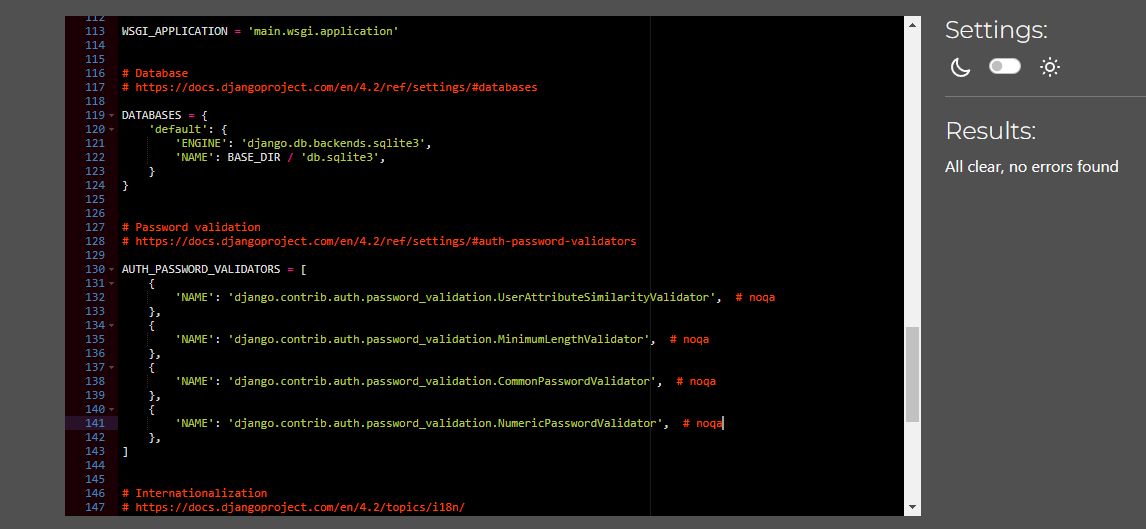 112
113 WSGI_APPLICATION = 'main.wsgi.application'
114
115
116 # Database
117 # https://docs.djangoproject.com/en/4.2/ref/settings/#databases
118
119 DATABASES = {
120     'default': {
121         'ENGINE': 'django.db.backends.sqlite3',
122         'NAME': BASE_DIR / 'db.sqlite3',
123     }
124 }
125
126
127 # Password validation
128 # https://docs.djangoproject.com/en/4.2/ref/settings/#auth-password-validators
129
130 AUTH_PASSWORD_VALIDATORS = [
131     {
132         'NAME': 'django.contrib.auth.password_validation.UserAttributeSimilarityValidator',  # noqa
133     },
134     {
135         'NAME': 'django.contrib.auth.password_validation.MinimumLengthValidator',  # noqa
136     },
137     {
138         'NAME': 'django.contrib.auth.password_validation.CommonPasswordValidator',  # noqa
139     },
140     {
141         'NAME': 'django.contrib.auth.password_validation.NumericPasswordValidator',  # noqa
142     },
143 ]
144
145
146 # Internationalization
147 # https://docs.djangoproject.com/en/4.2/topics/i18n/
Settings:
Results:
All clear, no errors found